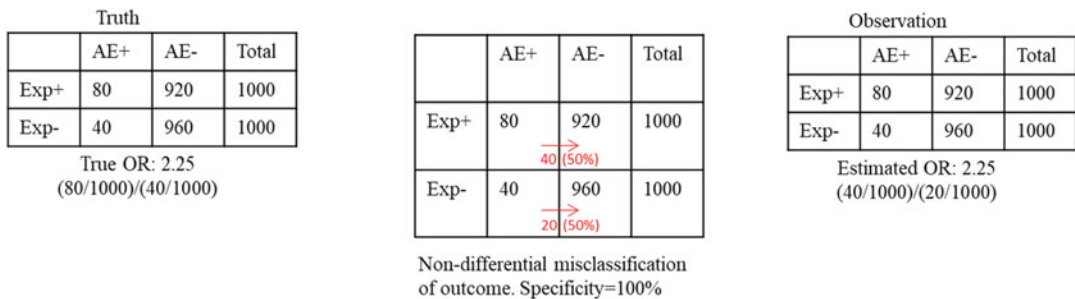 Truth
AE+ AE- Total
Exp+ 80 920 1000
Exp- 40 960 1000
True OR: 2.25
(80/1000)/(40/1000)
AE+ AE- Total
Exp+ 80 920 1000
40 (50%)
Exp- 40 960 1000
20 (50%)
Non-differential misclassification
of outcome. Specificity=100%
Observation
AE+ AE- Total
Exp+ 80 920 1000
Exp- 40 960 1000
Estimated OR: 2.25
(40/1000)/(20/1000)